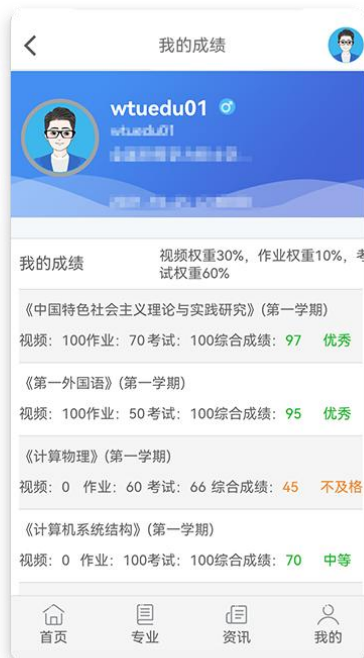 我的成绩
wtuedu01
wtuedu01
我的成绩
视频权重30%，作业权重10%，考
试权重60%
《中国特色社会主义理论与实践研究》(第一学期)
视频：100作业：70考试：100综合成绩：97 优秀
《第一外国语》(第一学期)
视频：100作业：50考试：100综合成绩：95 优秀
《计算物理》(第一学期)
视频：0 作业：60 考试：66 综合成绩：45 不及格
《计算机系统结构》(第一学期)
视频：0 作业：100考试：100综合成绩：70 中等
首页 专业 资讯 我的